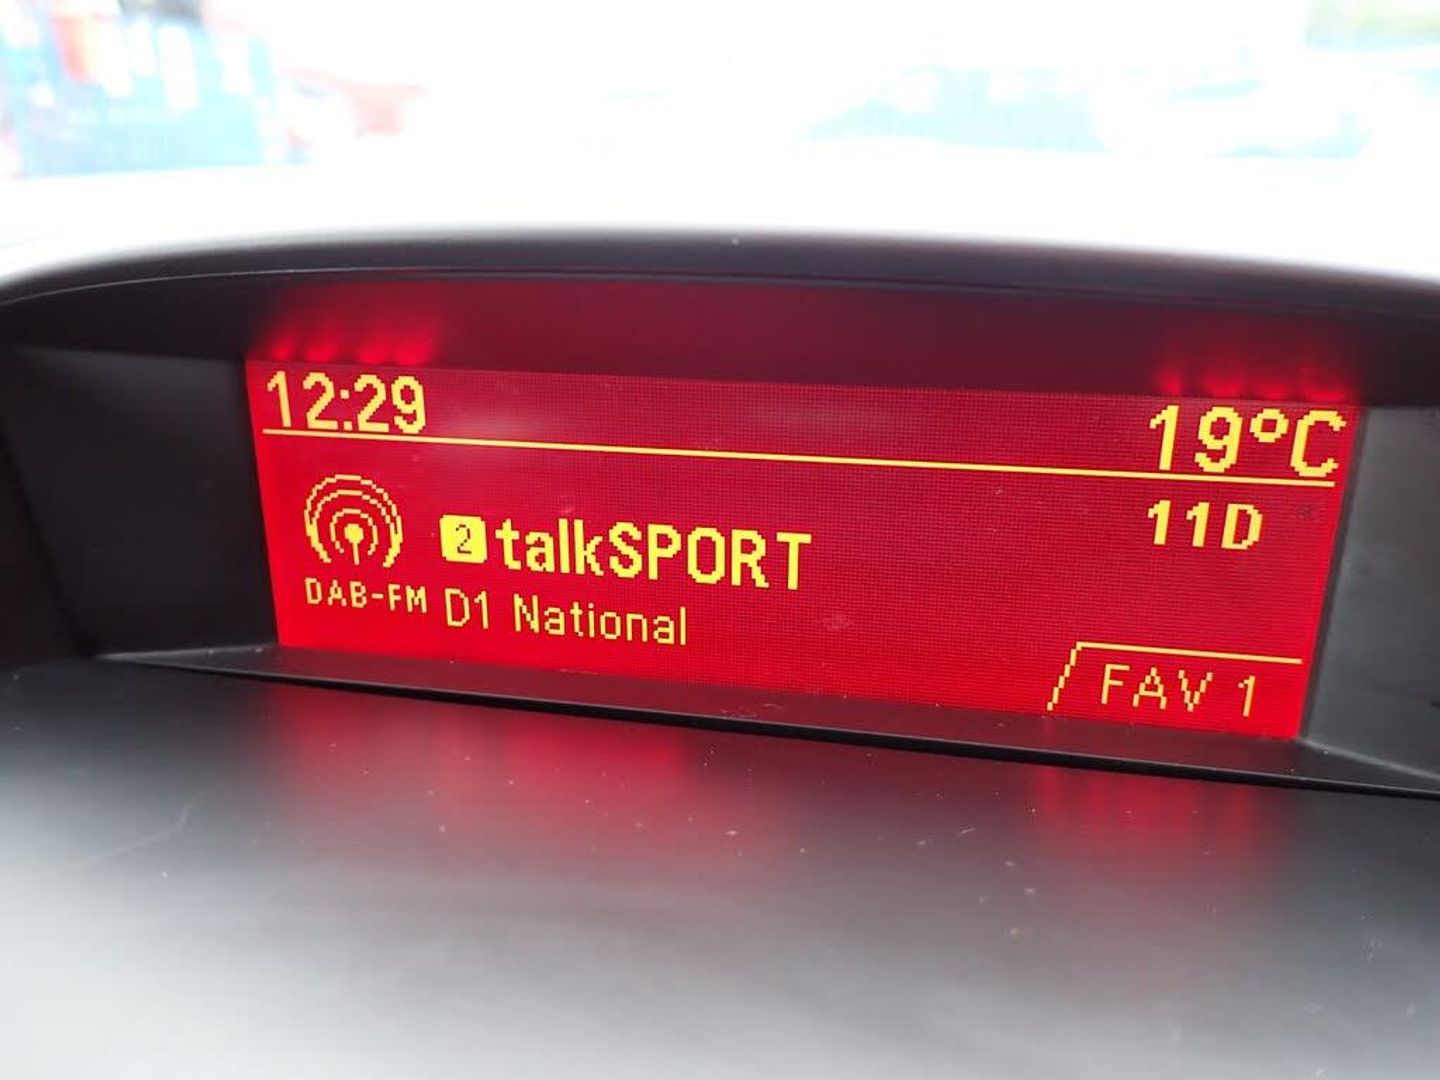 12:29 19°C
11D
2 talkSPORT
DAB-FM D1 National
FAV 1